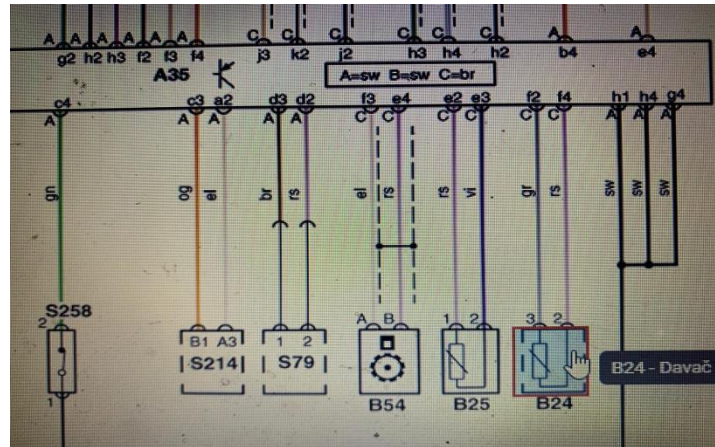 A A A A A A C C C C C C A A
g2 h2 h3 f2 f3 f4 j3 k2 j2 h3 h4 h2 b4 e4
A35 A=sw B=sw C=br
c4 c3 a2 d3 d2 f3 e4 e2 e3 f2 f4 h1 h4 g4
A A A A A C C C C C C A A A
gn og el br rs el rs rs vi gr rs sw sw sw
S258
2 B1 A3 1 2 A B 1 2 3 2
S214 S79 B24 - Davač
1 B54 B25 B24